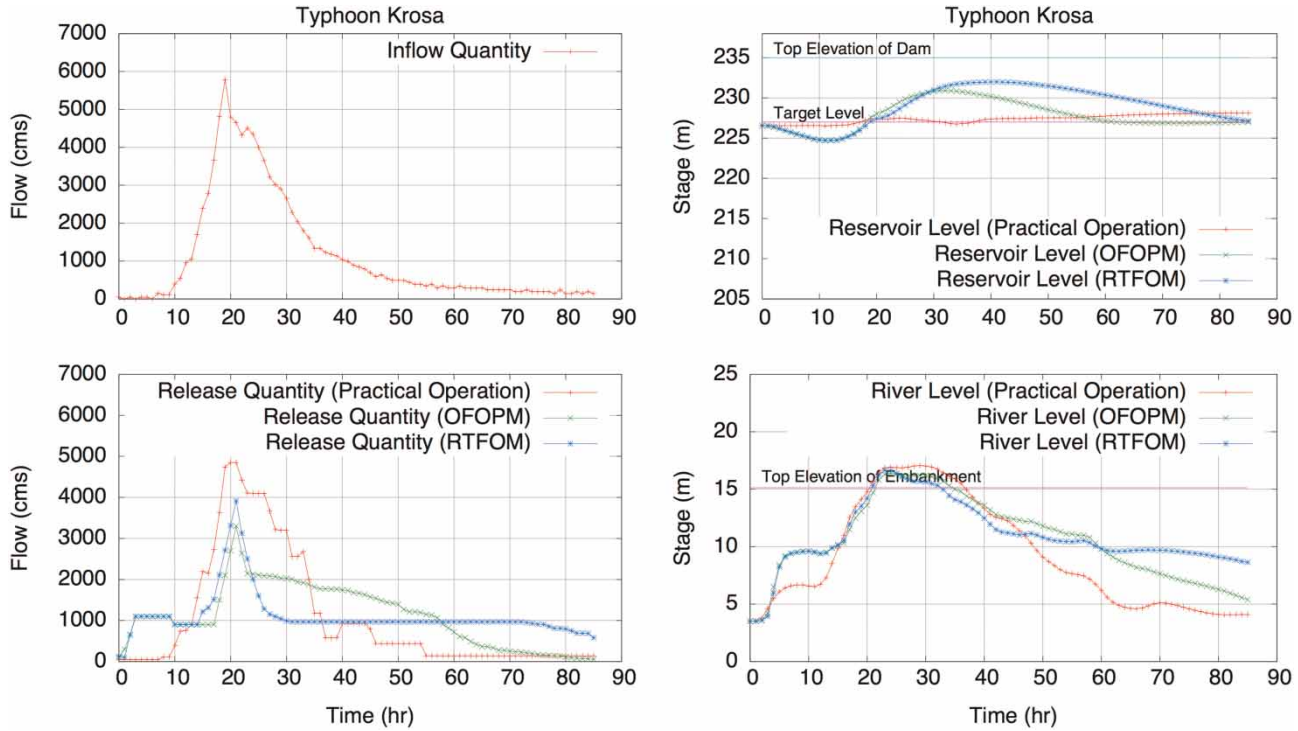 Typhoon Krosa
7000
6000
5000
4000
3000
2000
1000
0
Flow (cms)
Inflow Quantity
0 10 20 30 40 50 60 70 80 90
Typhoon Krosa
235
230
225
220
215
210
205
Stage (m)
Top Elevation of Dam
Target Level
Reservoir Level (Practical Operation)
Reservoir Level (OFOPM)
Reservoir Level (RTFOM)
0 10 20 30 40 50 60 70 80 90
7000
6000
5000
4000
3000
2000
1000
0
Flow (cms)
Release Quantity (Practical Operation)
Release Quantity (OFOPM)
Release Quantity (RTFOM)
0 10 20 30 40 50 60 70 80 90
Time (hr)
25
20
15
10
5
0
Stage (m)
River Level (Practical Operation)
River Level (OFOPM)
River Level (RTFOM)
Top Elevation of Embankment
0 10 20 30 40 50 60 70 80 90
Time (hr)